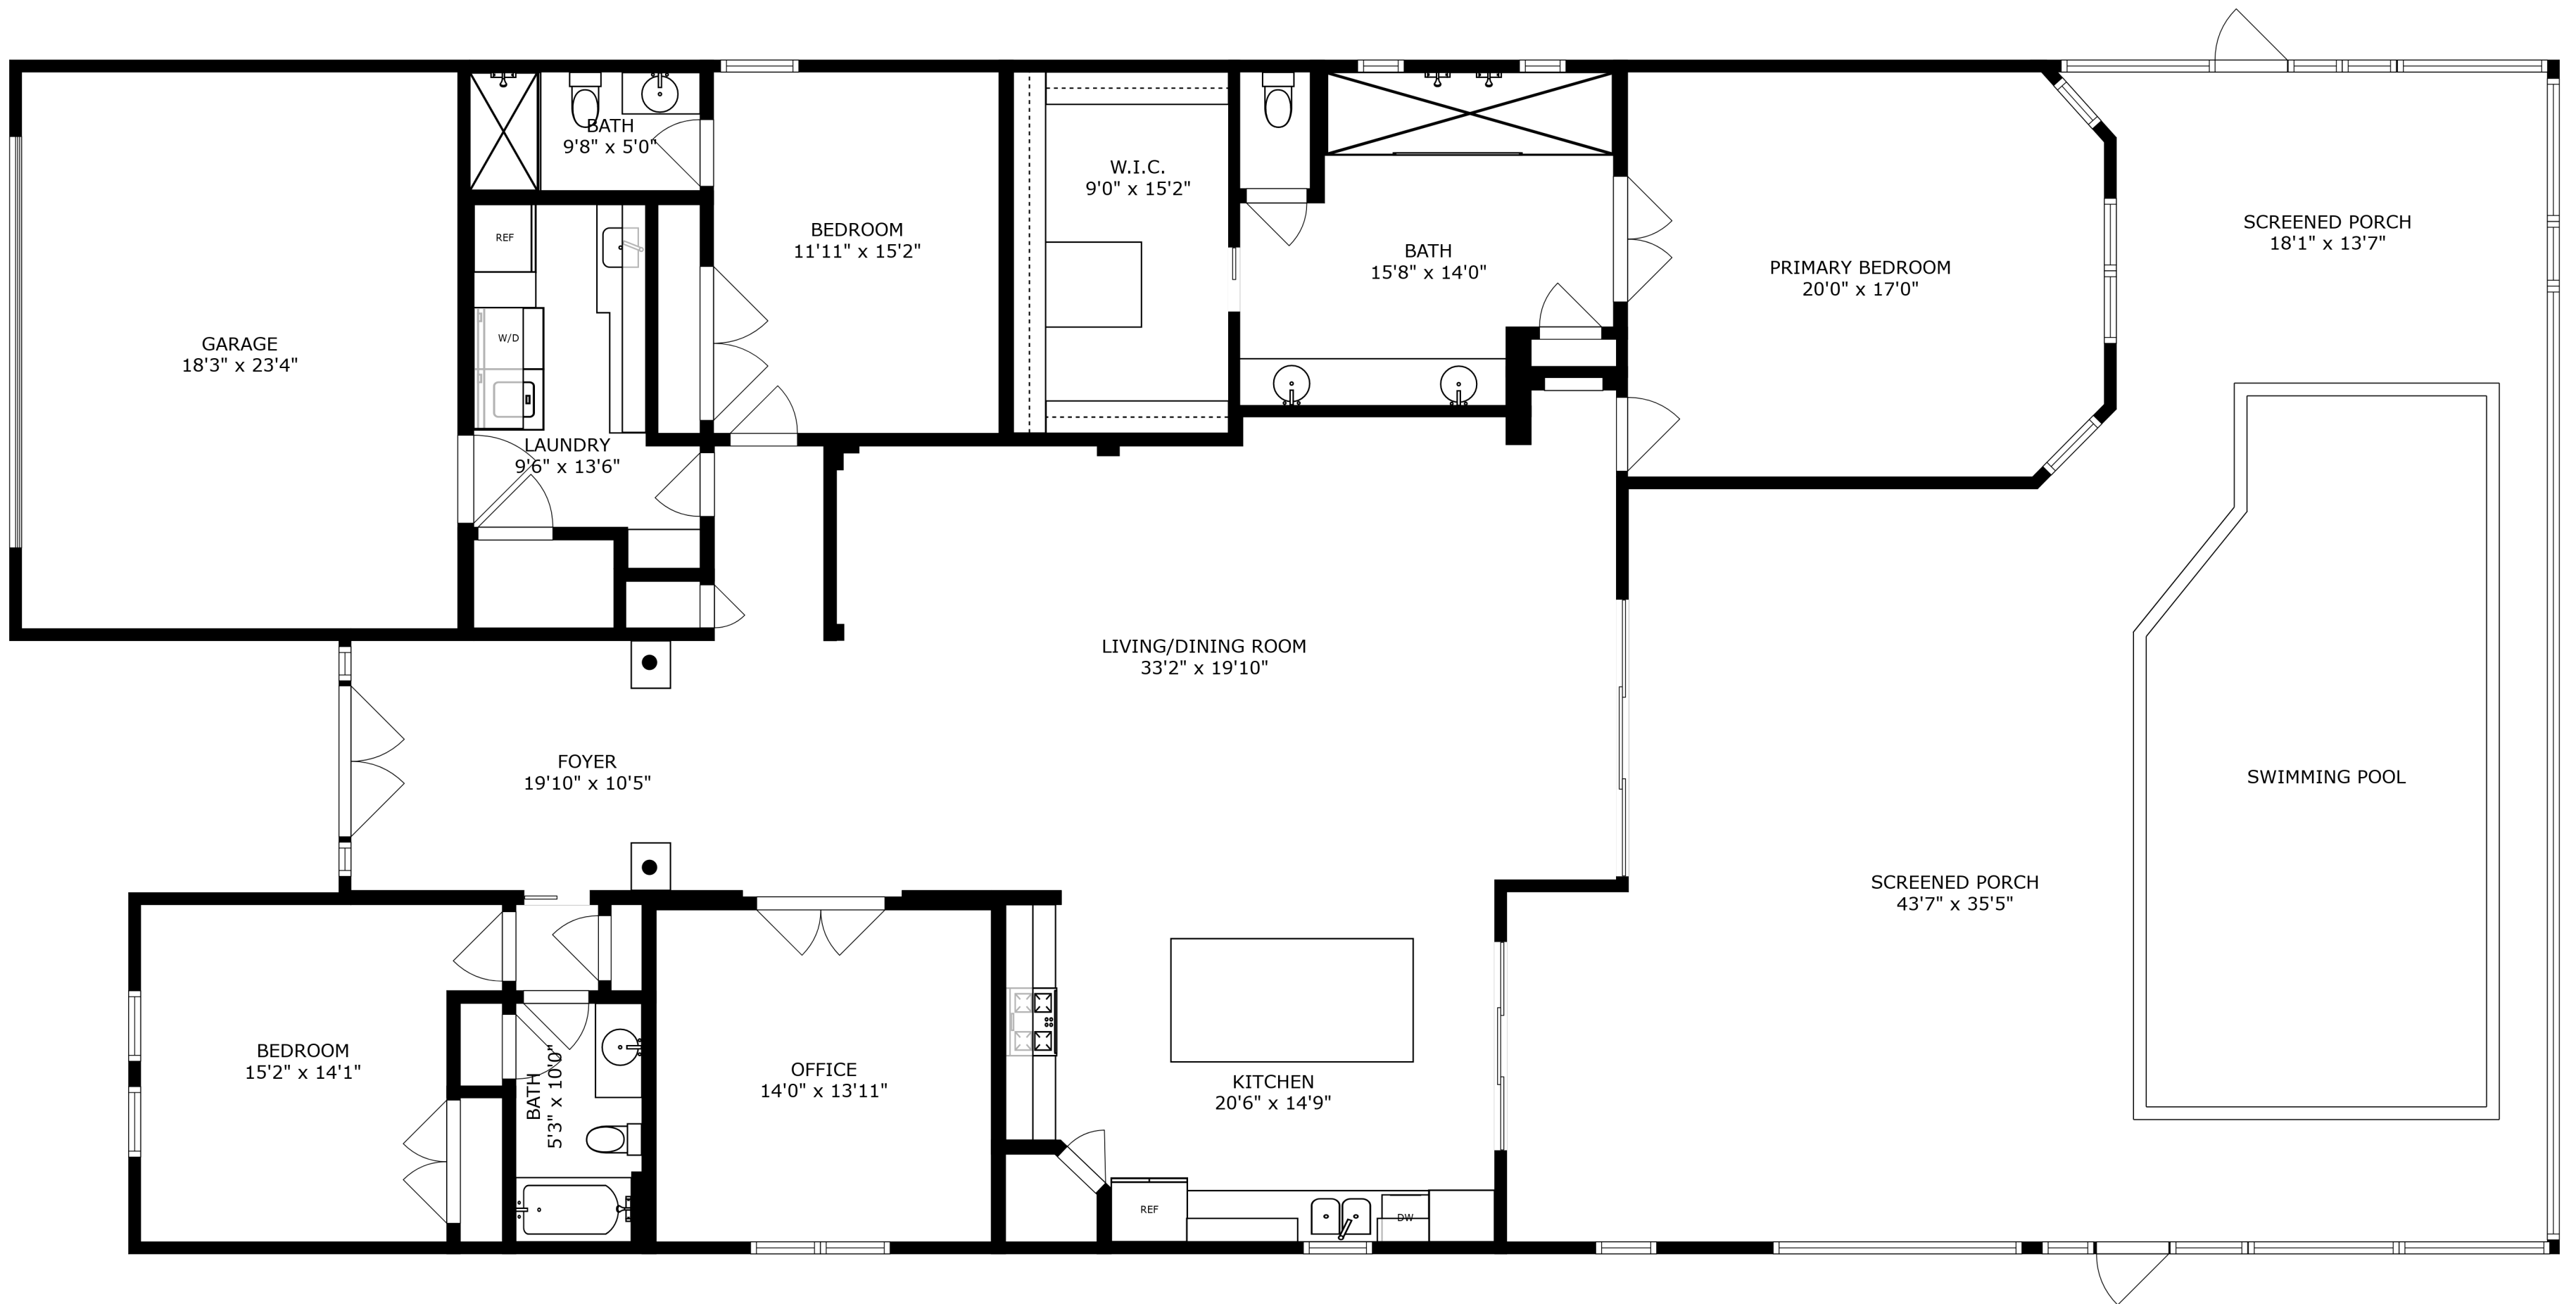 BATH
9'8" x 5'0"
W.I.C.
9'0" x 15'2"
BEDROOM
11'11" x 15'2"
REF
BATH
15'8" x 14'0"
SCREENED PORCH
18'1" x 13'7"
PRIMARY BEDROOM
20'0" x 17'0"
GARAGE
18'3" x 23'4"
W/D
LAUNDRY
9'6" x 13'6"
LIVING/DINING ROOM
33'2" x 19'10"
FOYER
19'10" x 10'5"
SWIMMING POOL
SCREENED PORCH
43'7" x 35'5"
BEDROOM
15'2" x 14'1"
BATH
5'3" x 10'0"
OFFICE
14'0" x 13'11"
KITCHEN
20'6" x 14'9"
REF
DW